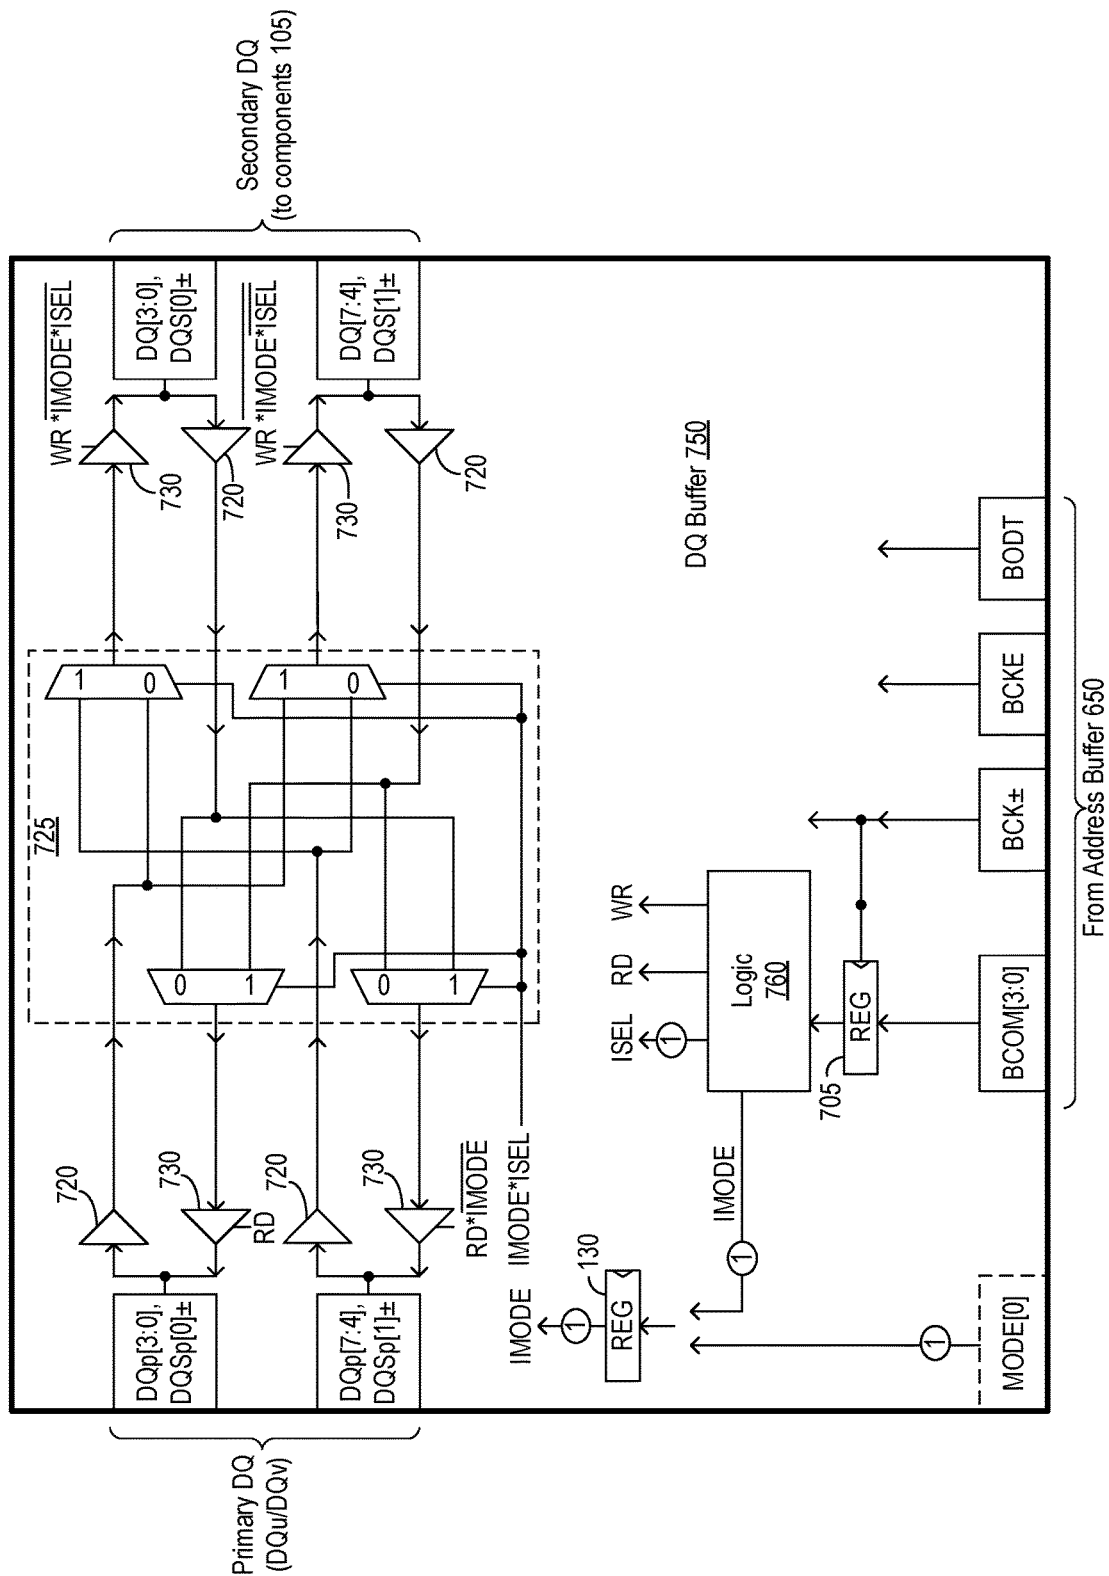 Primary DQ
(DQu/DQv)
Secondary DQ
(to components 105)
DQp[3:0],
DQSp[0]±
DQp[7:4],
DQSp[1]±
720
730
RD
720
730
RD*IMODE
IMODE*ISEL
725
0
1
0
1
1
0
1
0
WR *IMODE*ISEL
730
720
WR *IMODE*ISEL
730
720
DQ[3:0],
DQS[0]±
DQ[7:4],
DQS[1]±
DQ Buffer 750
IMODE
1
REG
130
IMODE
1
1
MODE[0]
ISEL
RD
WR
1
Logic
760
705
REG
BCOM[3:0]
BCK±
BCKE
BODT
From Address Buffer 650